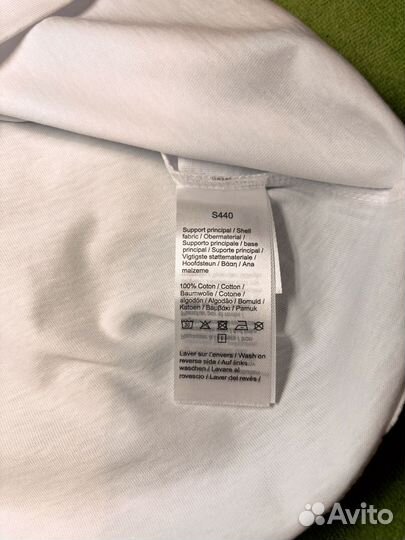 S440
Support principal / Shell
fabric / Obermaterial /
Supporto principale / base
principal / Suporte principal /
Vigtigste støttemateriale /
Hoofdsteun / Βάση / Ana
malzeme
100% Coton / Cotton /
Baumwolle / Cotone /
algodón / Algodão / Bomuld /
Katoen / Βαμβάκι / Pamuk
Laver sur l'envers / Wash on
reverse side / Auf links
waschen / Lavare al
rovescio / Lavar del revés /
Avito